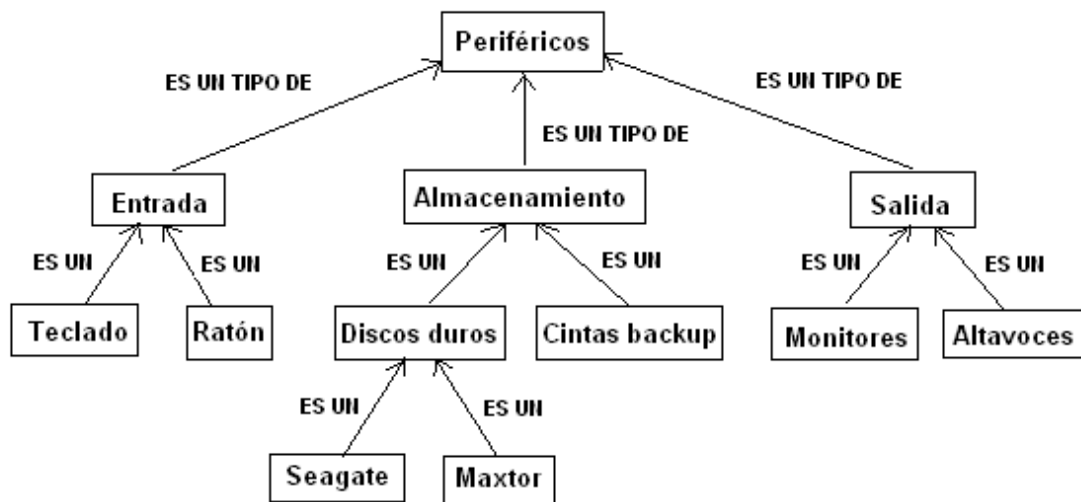 Periféricos
ES UN TIPO DE
ES UN TIPO DE
ES UN TIPO DE
Entrada
Almacenamiento
Salida
ES UN
ES UN
ES UN
ES UN
ES UN
ES UN
Teclado
Ratón
Discos duros
Cintas backup
Monitores
Altavoces
ES UN
ES UN
Seagate
Maxtor